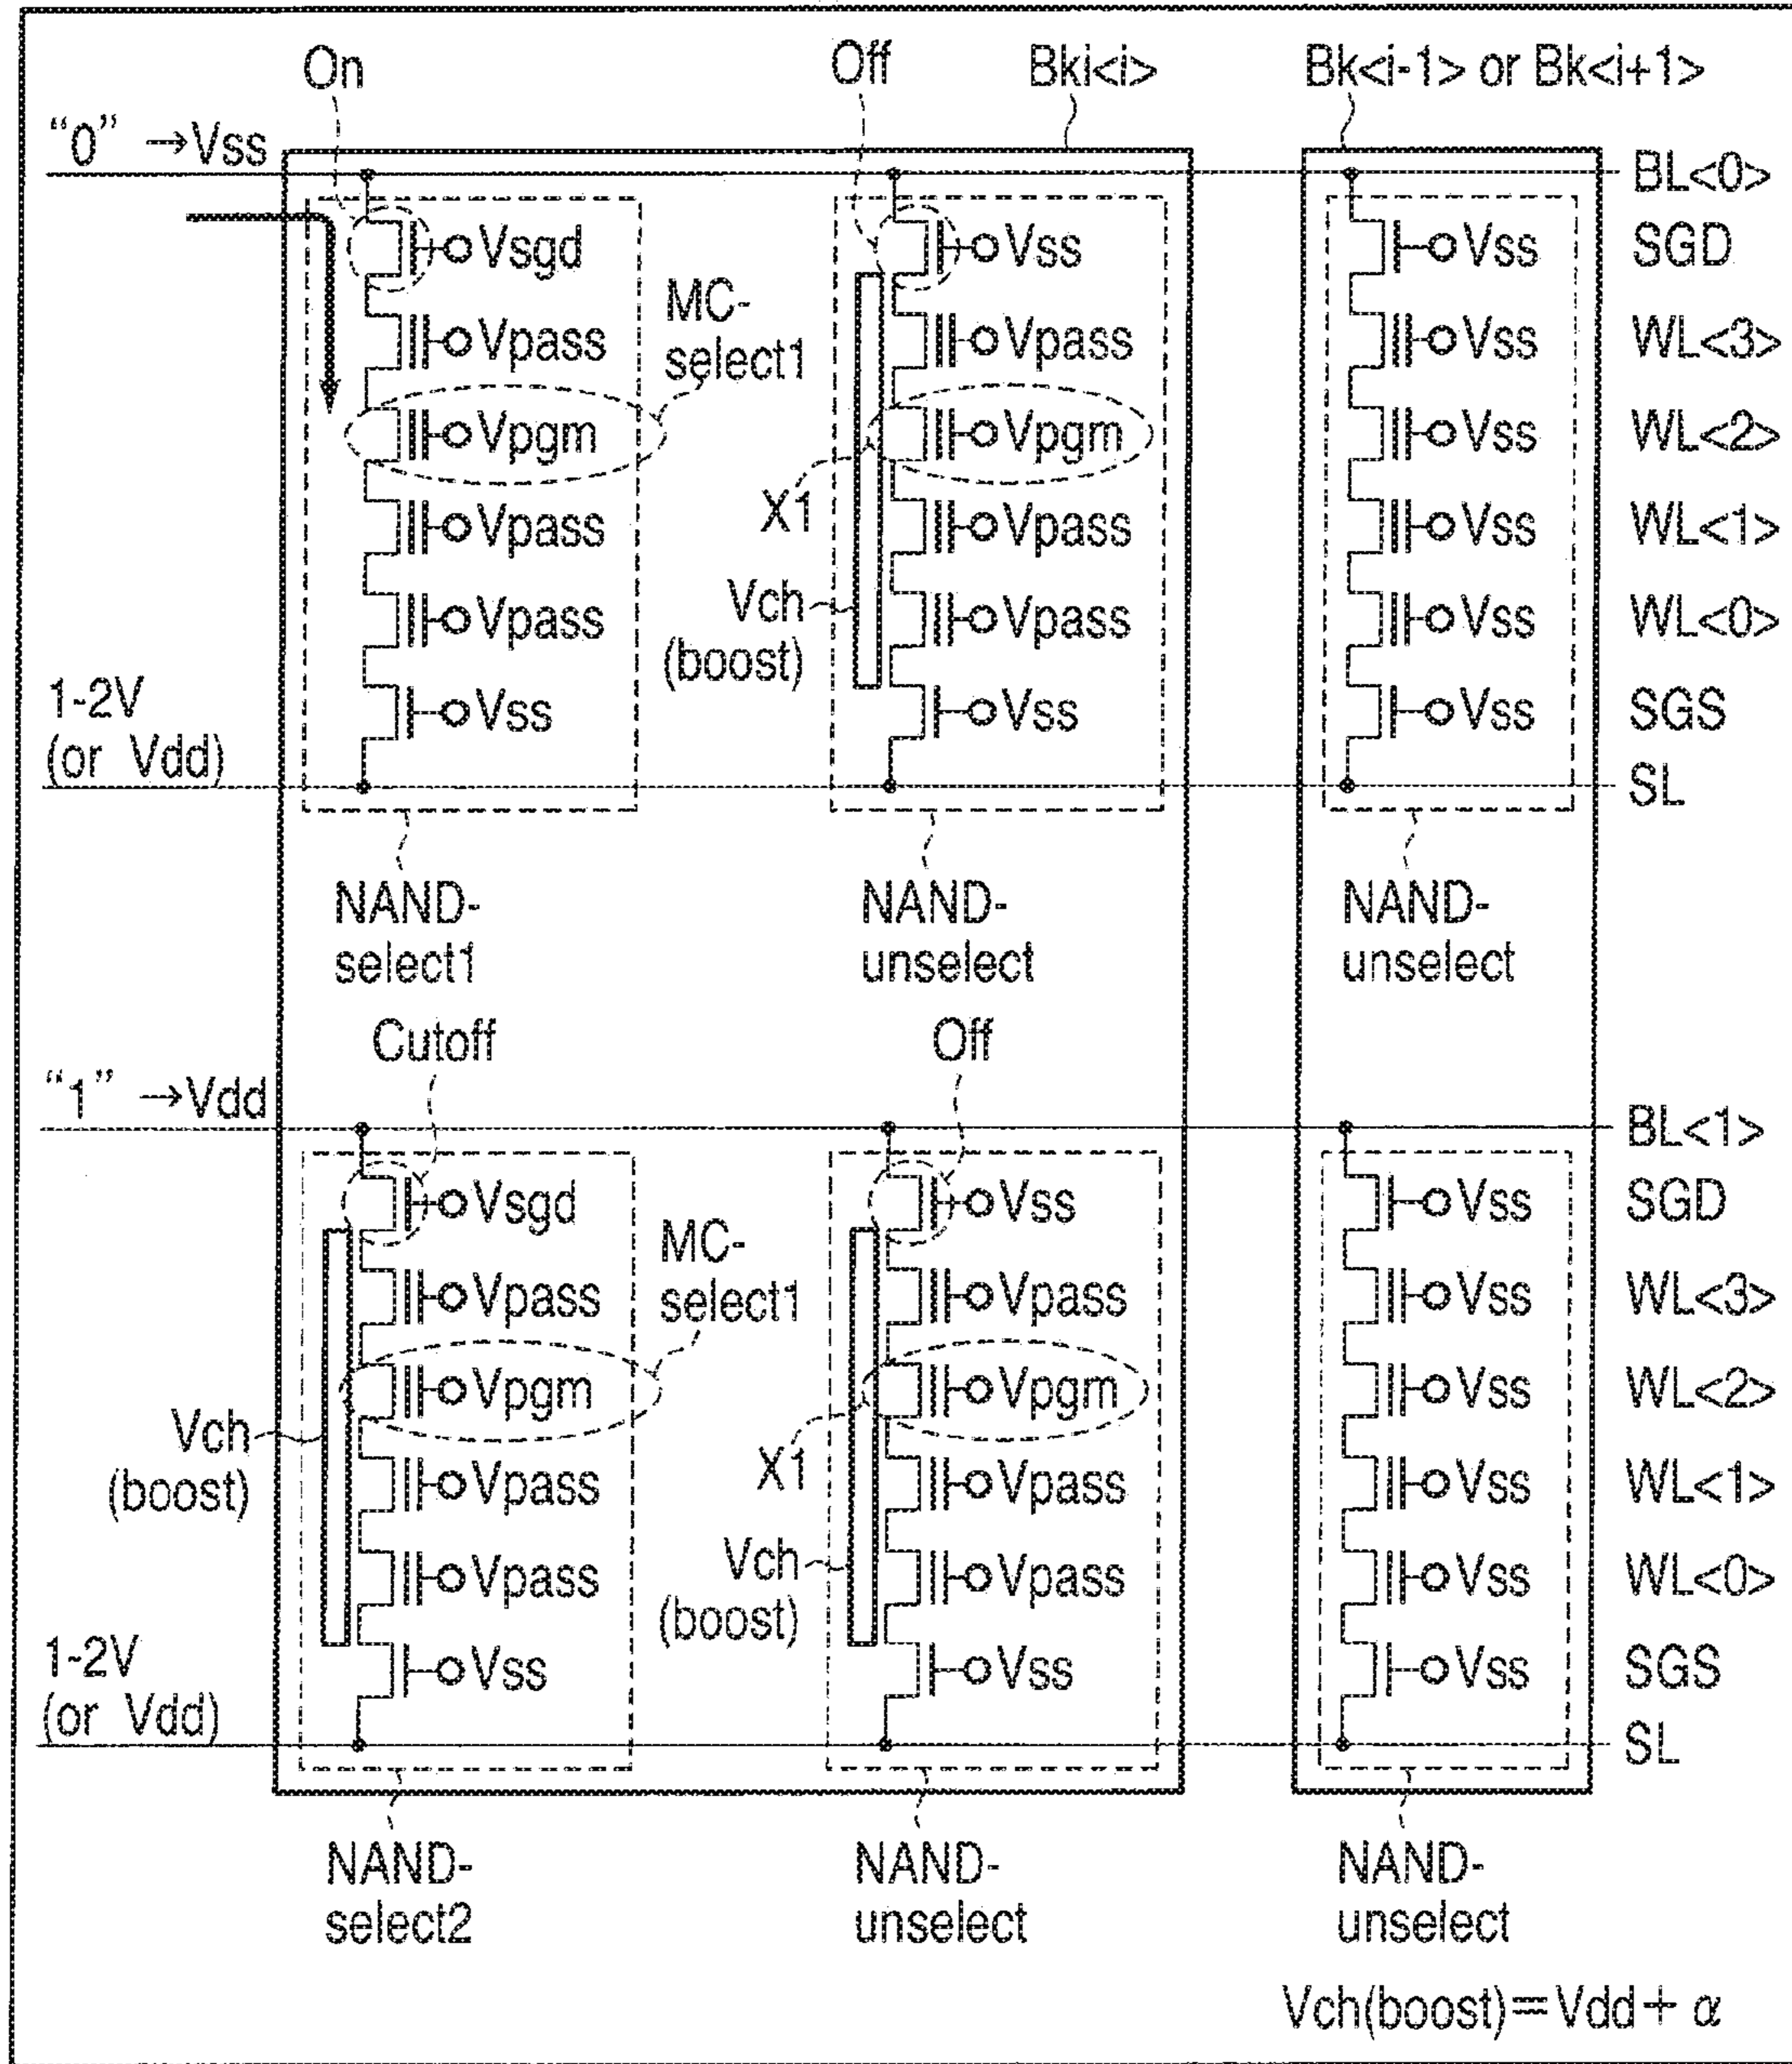 On Off Bki<i> Bk<i-1> or Bk<i+1>
“0” →Vss BL<0>
Vsgd Vss Vss SGD
MC-
select1
Vpass Vpass Vss WL<3>
Vpgm Vpgm Vss WL<2>
X1
Vpass Vpass Vss WL<1>
Vch
(boost)
Vpass Vpass Vss WL<0>
1-2V
(or Vdd)
Vss Vss Vss SGS
SL
NAND-
select1
NAND-
unselect
NAND-
unselect
Cutoff Off
“1” →Vdd BL<1>
Vsgd Vss Vss SGD
MC-
select1
Vpass Vpass Vss WL<3>
Vpgm Vpgm Vss WL<2>
Vch
(boost)
X1
Vpass Vpass Vss WL<1>
Vch
(boost)
Vpass Vpass Vss WL<0>
1-2V
(or Vdd)
Vss Vss Vss SGS
SL
NAND-
select2
NAND-
unselect
NAND-
unselect
Vch(boost)=Vdd+ α